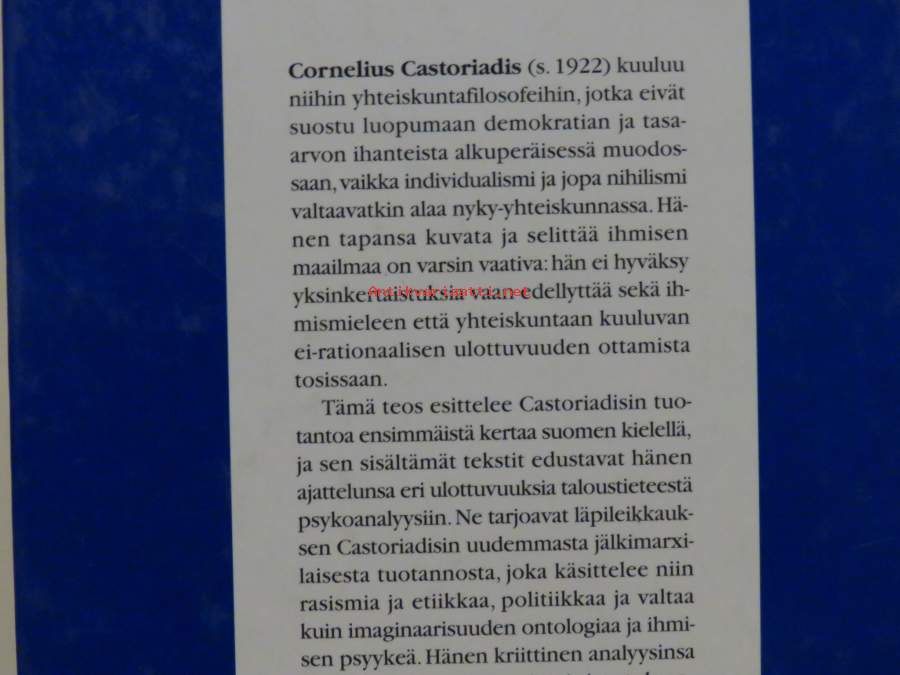 Cornelius Castoriadis (s. 1922) kuuluu
niihin yhteiskuntafilosofeihin, jotka eivät
suostu luopumaan demokratian ja tasa-
arvon ihanteista alkuperäisessä muodos-
saan, vaikka individualismi ja jopa nihilismi
valtaavatkin alaa nyky-yhteiskunnassa. Hä-
nen tapansa kuvata ja selittää ihmisen
maailmaa on varsin vaativa: hän ei hyväksy
yksinkertaistuksia vaan edellyttää sekä ih-
Antikvariaatti.net
mismieleen että yhteiskuntaan kuuluvan
ei-rationaalisen ulottuvuuden ottamista
tosissaan.
Tämä teos esittelee Castoriadisin tuo-
tantoa ensimmäistä kertaa suomen kielellä,
ja sen sisältämät tekstit edustavat hänen
ajattelunsa eri ulottuvuuksia taloustieteestä
psykoanalyysiin. Ne tarjoavat läpileikkauk-
sen Castoriadisin uudemmasta jälkimarxi-
laisesta tuotannosta, joka käsittelee niin
rasismia ja etiikkaa, politiikkaa ja valtaa
kuin imaginaarisuuden ontologiaa ja ihmi-
sen psyykeä. Hänen kriittinen analyysinsa